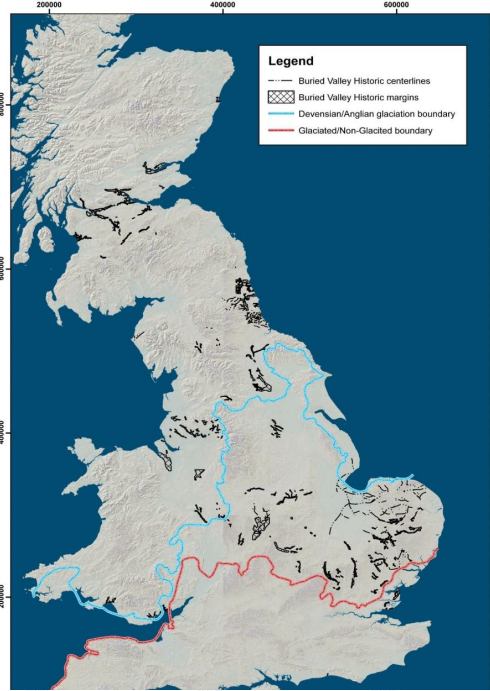 200000
400000
600000
Legend
Buried Valley Historic centerlines
Buried Valley Historic margins
Devensian/Anglian glaciation boundary
Glaciated/Non-Glacited boundary
800000
600000
400000
200000